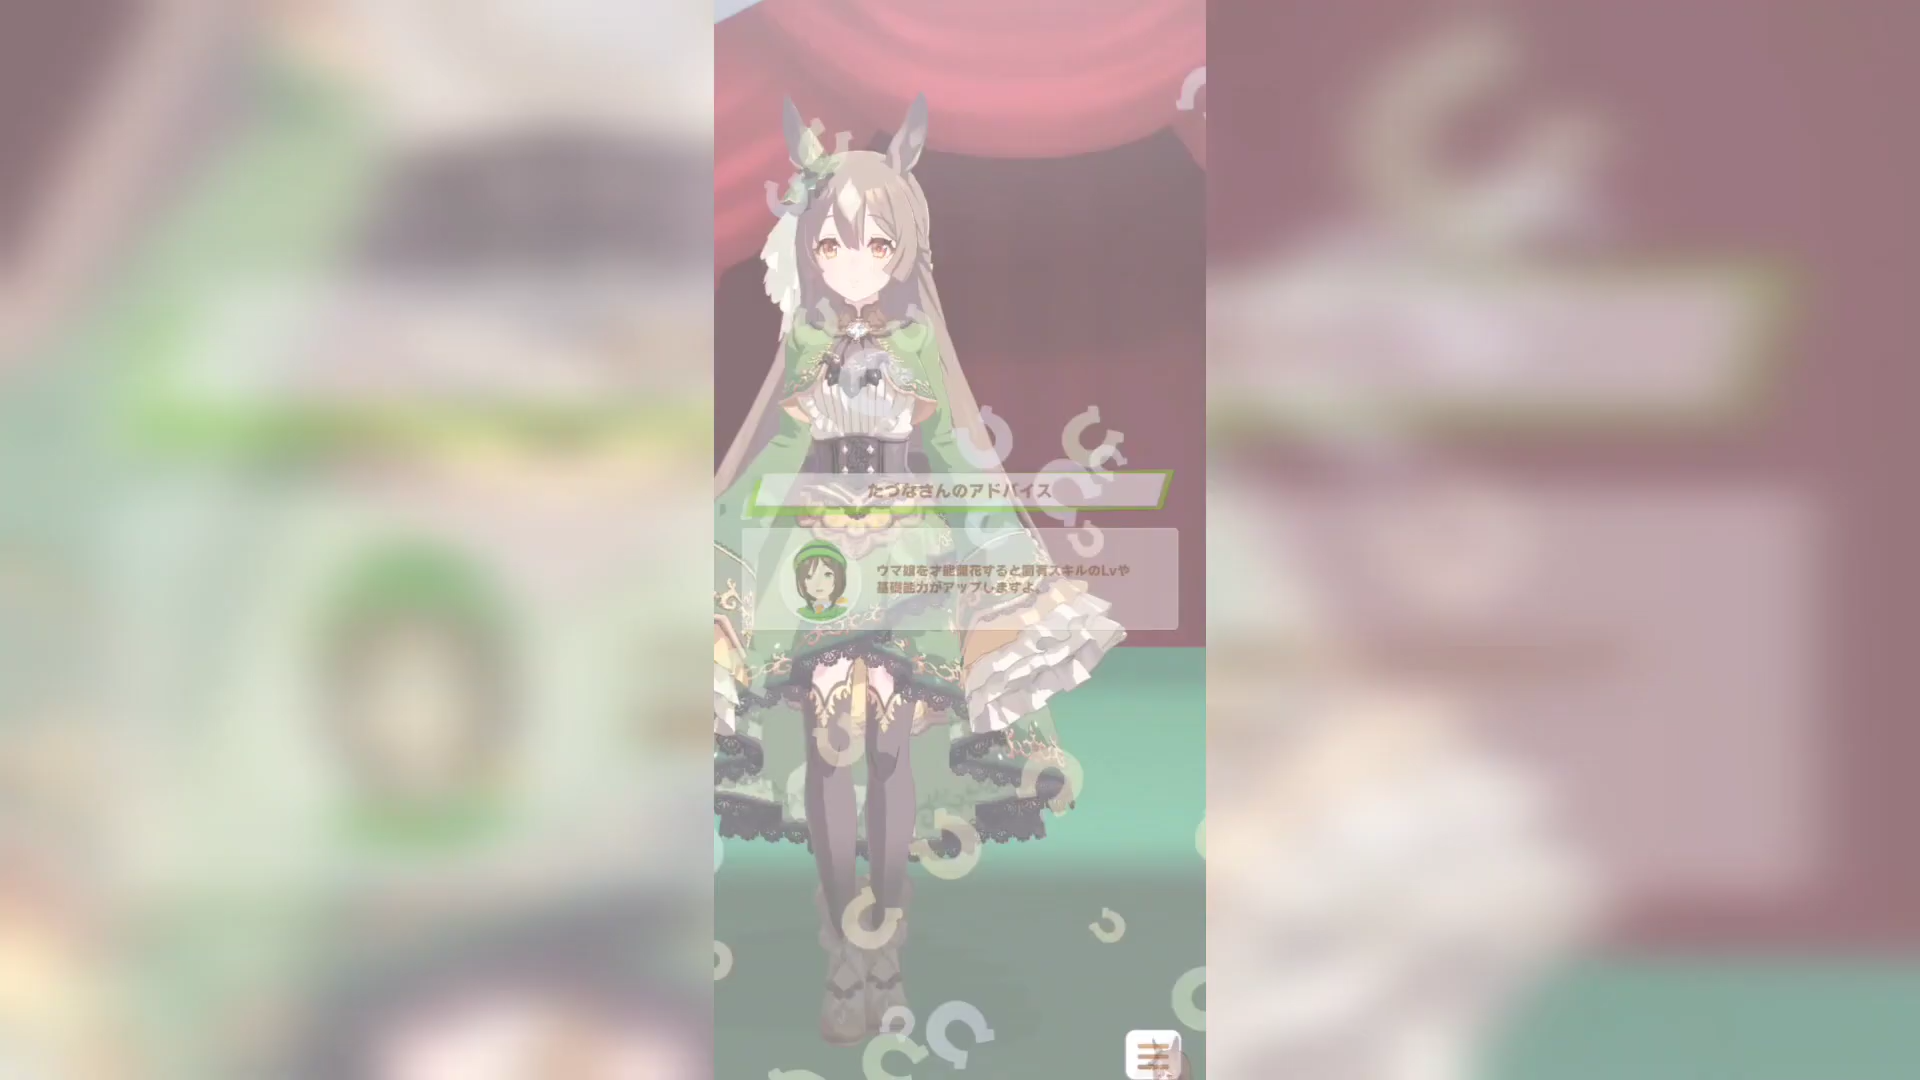 たづなさんのアドバイス
ウマ娘を才能開花すると固有スキルのLvや
基礎能力がアップしますよ。